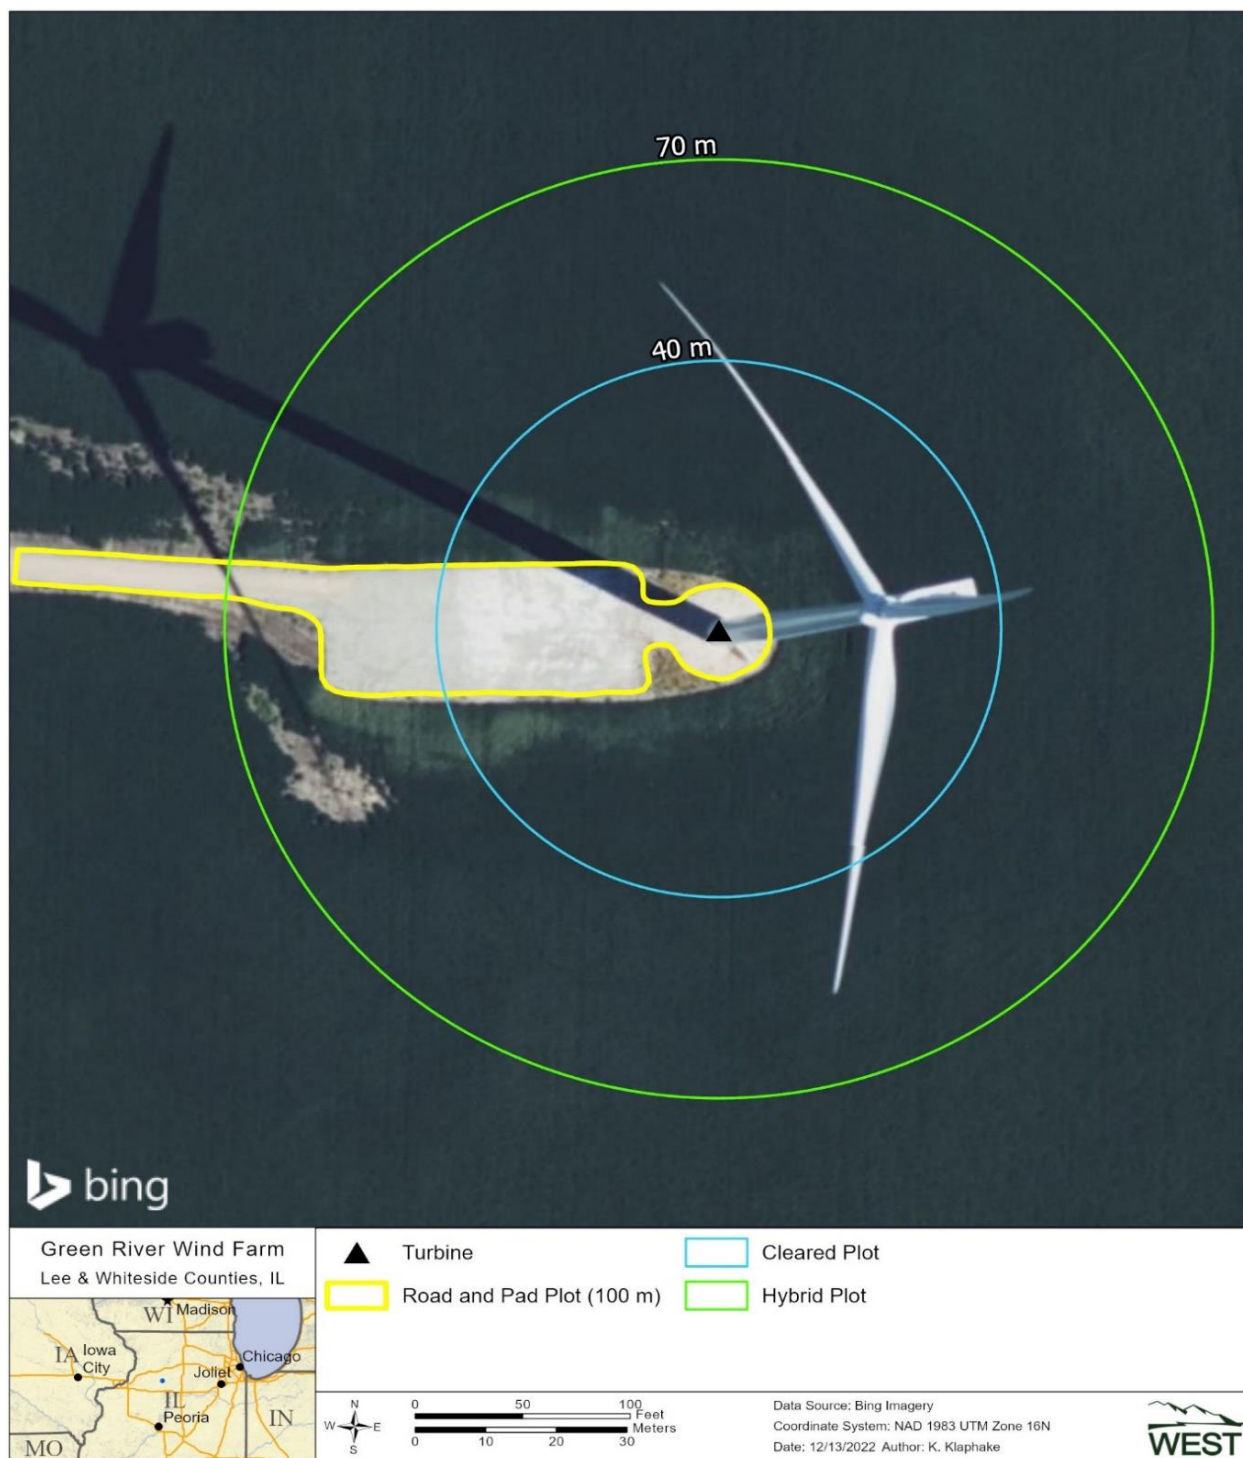 70 m
40 m
bing
Green River Wind Farm
Lee & Whiteside Counties, IL
Turbine
Cleared Plot
Road and Pad Plot (100 m)
Hybrid Plot
WI
Madison
IA
Iowa
City
Chicago
Joliet
IL
Peoria
IN
MO
N
W
E
S
0 50 100
Feet
Meters
0 10 20 30
Data Source: Bing Imagery
Coordinate System: NAD 1983 UTM Zone 16N
Date: 12/13/2022 Author: K. Klaphake
WEST